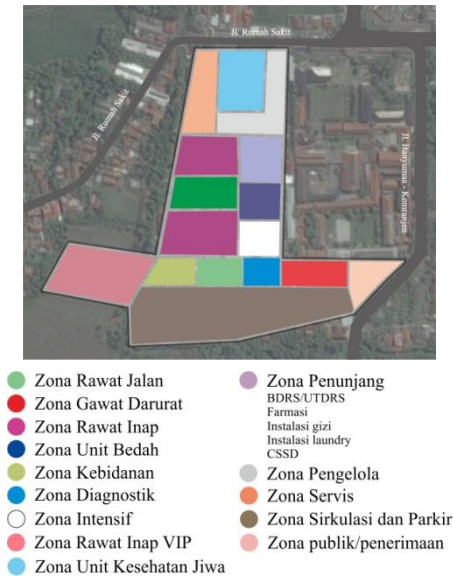 Jl. Rumah Sakit
Jl. Rumah Sakit
Jl. Banyumas - Kemranjen
Zona Rawat Jalan
Zona Gawat Darurat
Zona Rawat Inap
Zona Unit Bedah
Zona Kebidanan
Zona Diagnostik
Zona Intensif
Zona Rawat Inap VIP
Zona Unit Kesehatan Jiwa
Zona Penunjang
BDRS/UTDRS
Farmasi
Instalasi gizi
Instalasi laundry
CSSD
Zona Pengelola
Zona Servis
Zona Sirkulasi dan Parkir
Zona publik/penerimaan